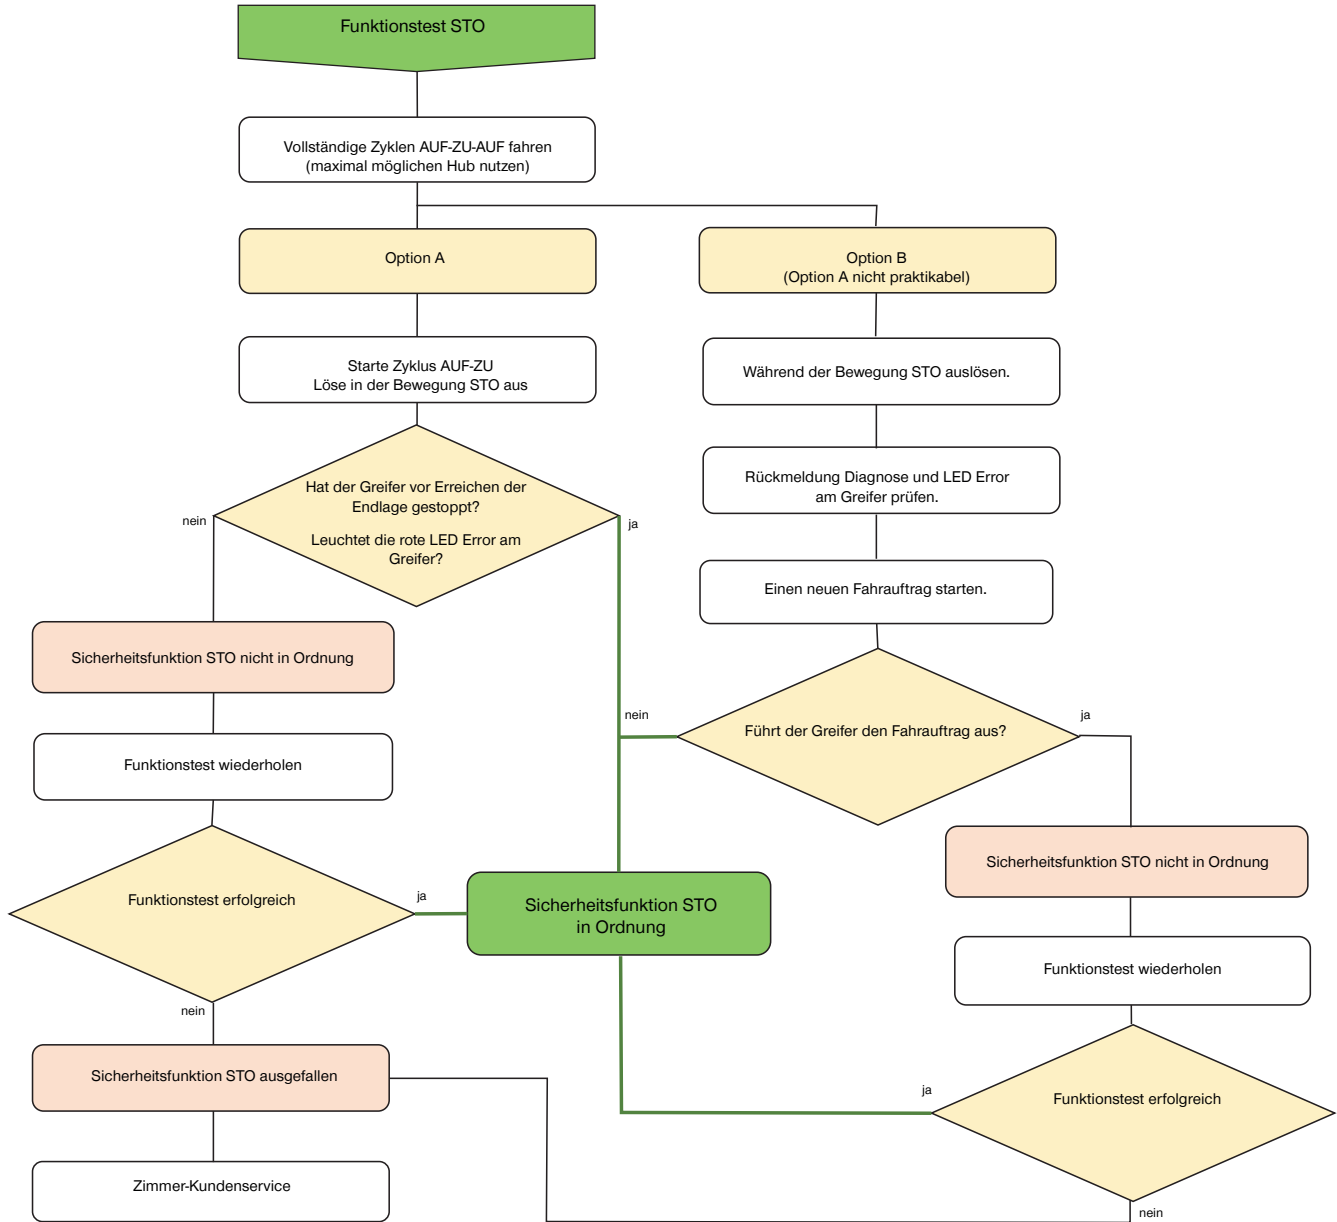 Funktionstest STO
Vollständige Zyklen AUF-ZU-AUF fahren
(maximal möglichen Hub nutzen)
Option A
Starte Zyklus AUF-ZU
Löse in der Bewegung STO aus
Hat der Greifer vor Erreichen der
Endlage gestoppt?
Leuchtet die rote LED Error am
Greifer?
nein
ja
Sicherheitsfunktion STO nicht in Ordnung
Funktionstest wiederholen
Funktionstest erfolgreich
ja
nein
Sicherheitsfunktion STO ausgefallen
Zimmer-Kundenservice
Sicherheitsfunktion STO
in Ordnung
Option B
(Option A nicht praktikabel)
Während der Bewegung STO auslösen.
Rückmeldung Diagnose und LED Error
am Greifer prüfen.
Einen neuen Fahrauftrag starten.
Führt der Greifer den Fahrauftrag aus?
nein
ja
Sicherheitsfunktion STO nicht in Ordnung
Funktionstest wiederholen
Funktionstest erfolgreich
ja
nein